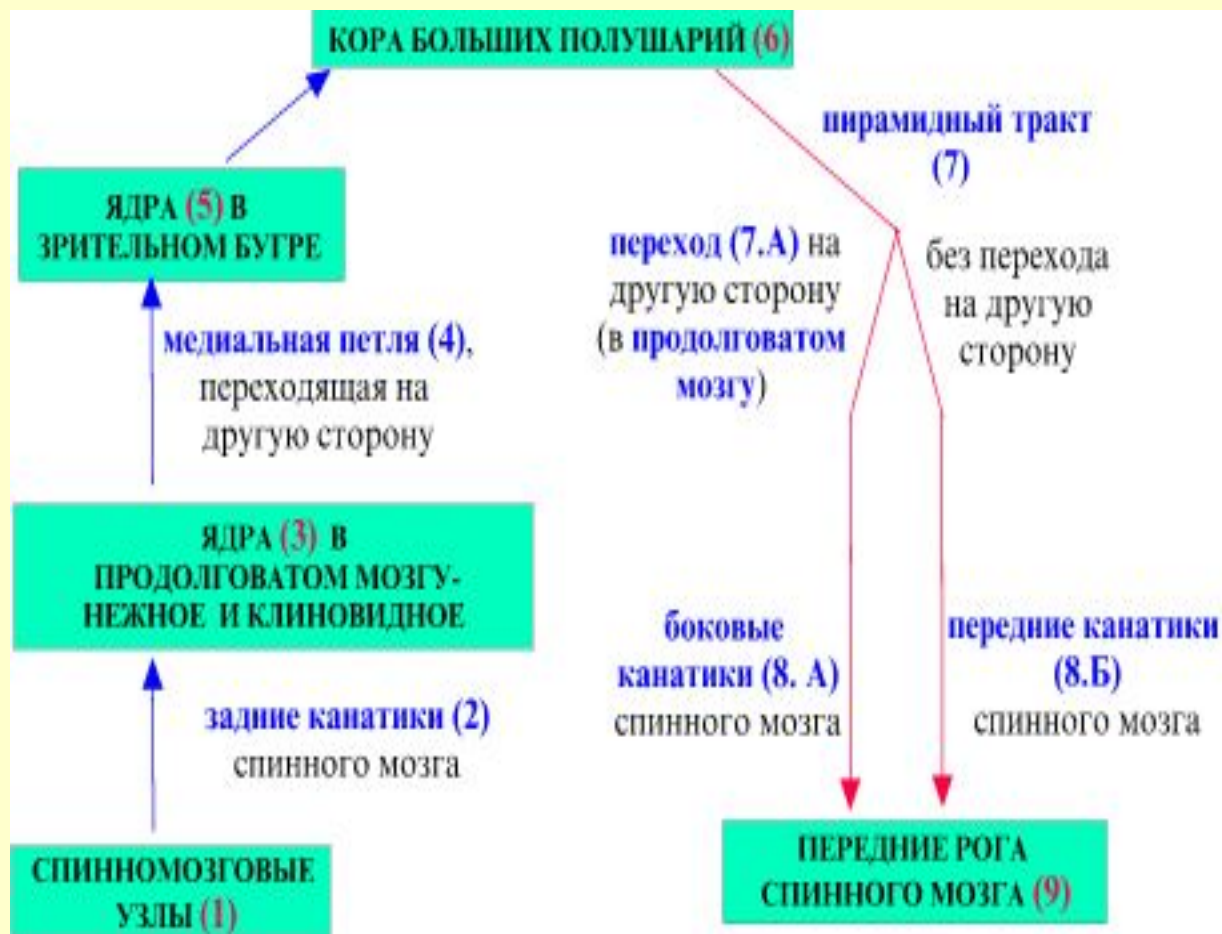 КОРА БОЛЬШИХ ПОЛУШАРИЙ (6)
пирамидный тракт
(7)
ЯДРА (5) В
ЗРИТЕЛЬНОМ БУГРЕ
переход (7.А) на
другую сторону
(в продолговатом
мозгу)
без перехода
на другую
сторону
медиальная петля (4),
переходящая на
другую сторону
ЯДРА (3) В
ПРОДОЛГОВАТОМ МОЗГУ-
НЕЖНОЕ И КЛИНОВИДНОЕ
боковые
канатики (8. А)
спинного мозга
передние канатики
(8.Б)
спинного мозга
задние канатики (2)
спинного мозга
СПИННОМОЗГОВЫЕ
УЗЛЫ (1)
ПЕРЕДНИЕ РОГА
СПИННОГО МОЗГА (9)